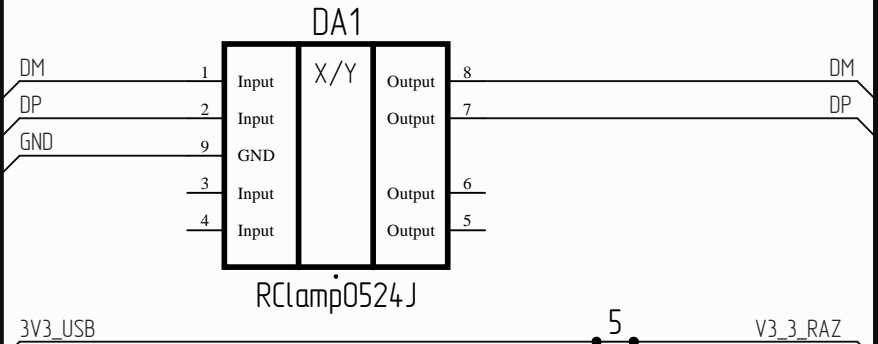 DA1
DM 1 Input X/Y Output 8 DM
DP 2 Input Output 7 DP
GND 9 GND
3 Input Output 6
4 Input Output 5
RClamp0524J
3V3_USB 5 V3_3_RAZ